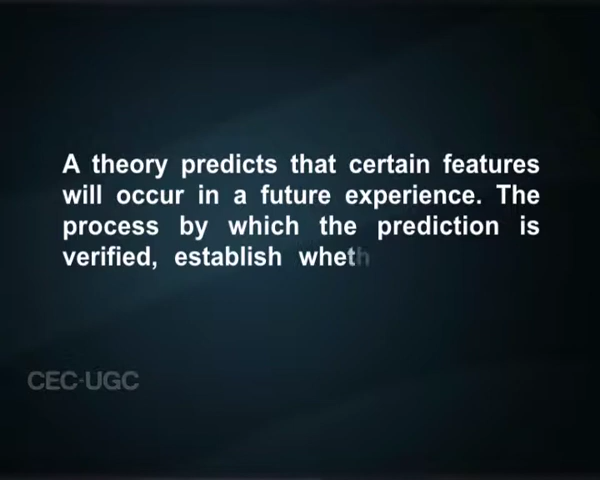 A theory predicts that certain features
will occur in a future experience. The
process by which the prediction is
verified, establish wheth
CEC-UGC